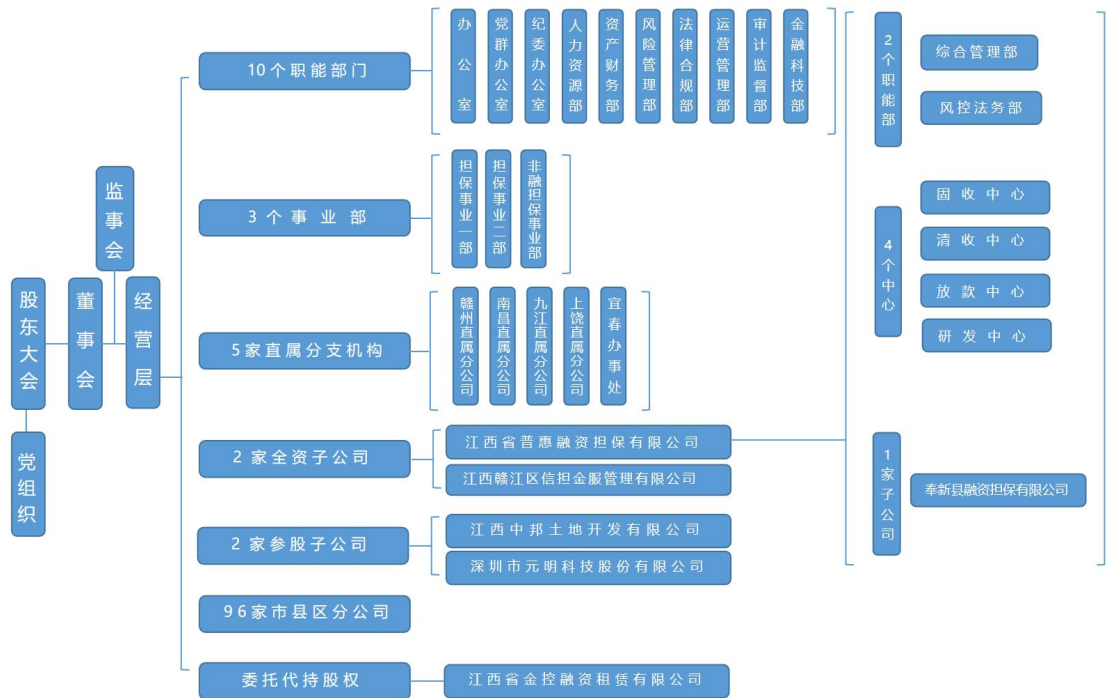 股东大会
党组织
董事会
监事会
经营层
10个职能部门
办公室
党群办公室
纪委办公室
人力资源部
资产财务部
风险管理部
法律合规部
运营管理部
审计监督部
金融科技部
3个事业部
担保事业一部
担保事业二部
非融担保事业部
5家直属分支机构
赣州直属分公司
南昌直属分公司
九江直属分公司
上饶直属分公司
宜春办事处
2家全资子公司
江西省普惠融资担保有限公司
江西赣江区信担金服管理有限公司
2家参股子公司
江西中邦土地开发有限公司
深圳市元明科技股份有限公司
96家市县区分公司
委托代持股权
江西省金控融资租赁有限公司
2个职能部
综合管理部
风控法务部
4个中心
固收中心
清收中心
放款中心
研发中心
1家子公司
奉新县融资担保有限公司